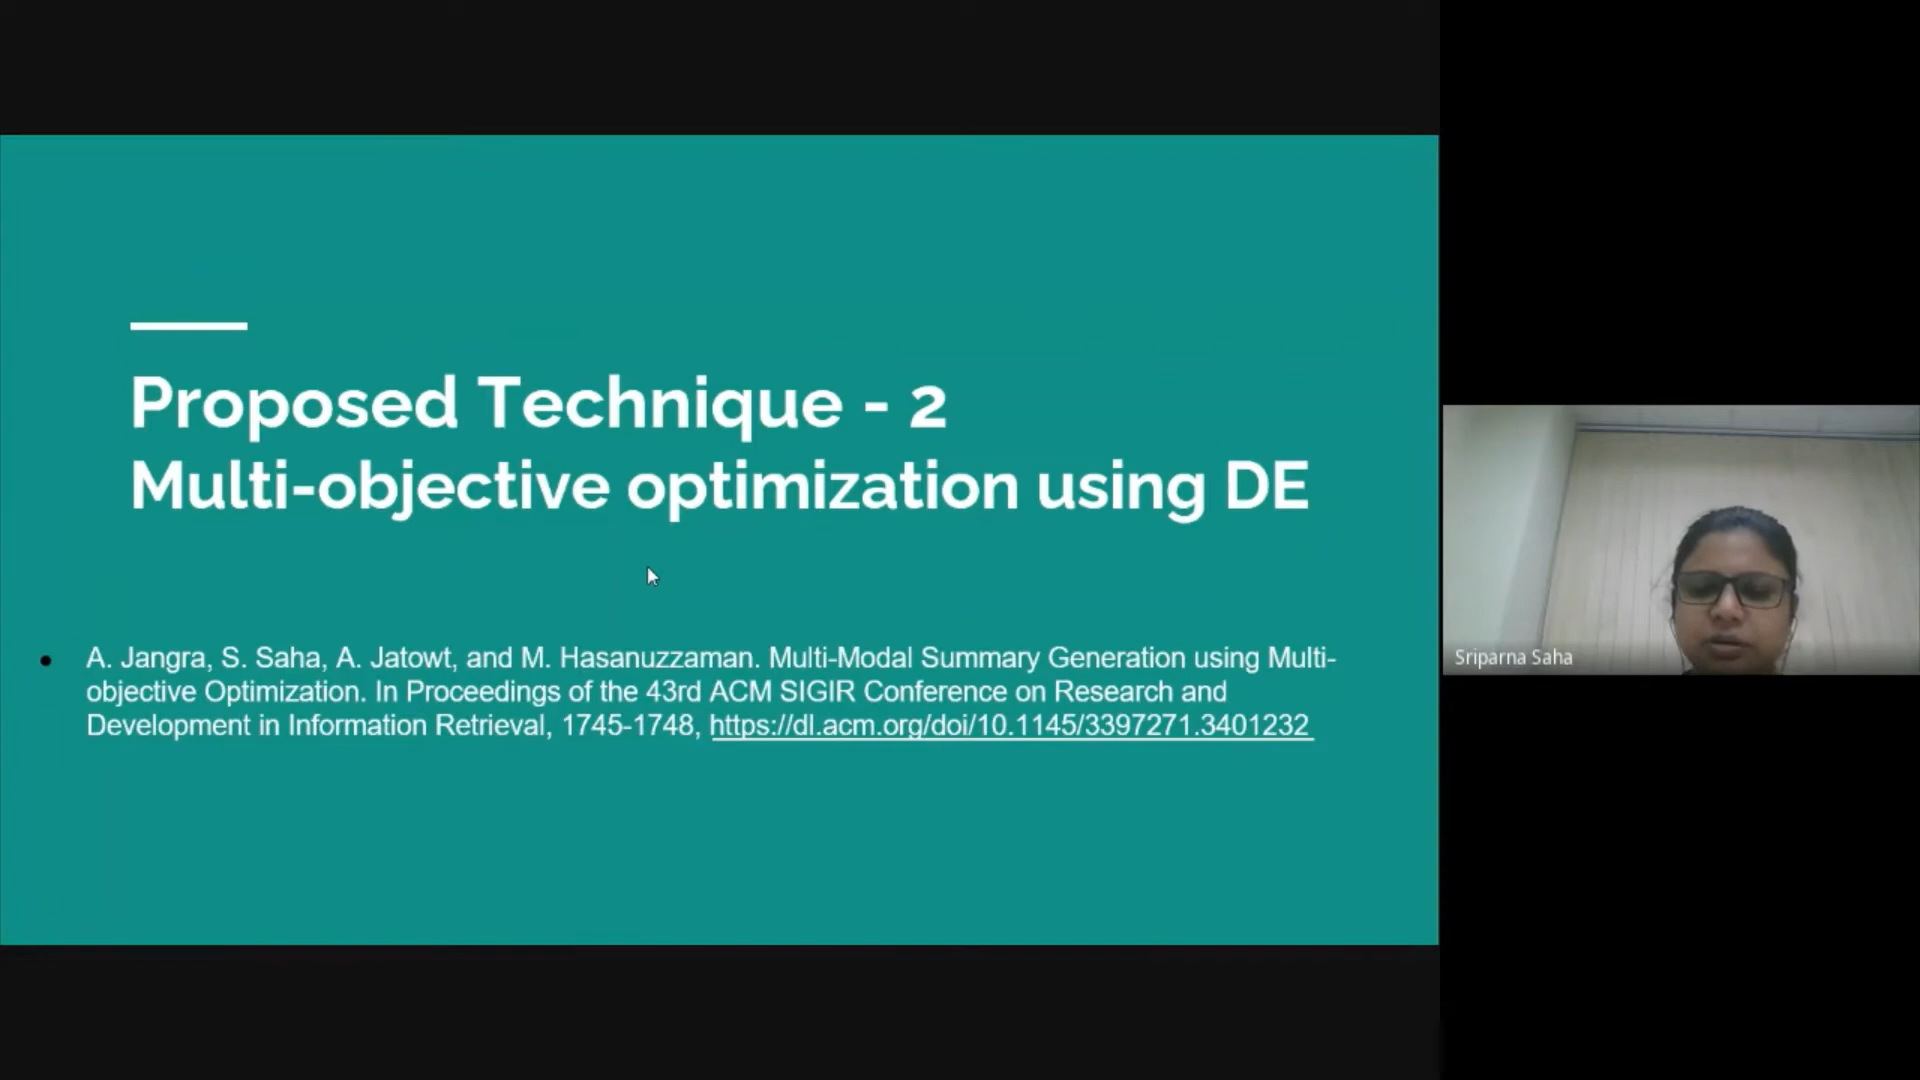 Proposed Technique - 2
Multi-objective optimization using DE
● A. Jangra, S. Saha, A. Jatowt, and M. Hasanuzzaman. Multi-Modal Summary Generation using Multi-
objective Optimization. In Proceedings of the 43rd ACM SIGIR Conference on Research and
Development in Information Retrieval, 1745-1748, https://dl.acm.org/doi/10.1145/3397271.3401232
Sriparna Saha